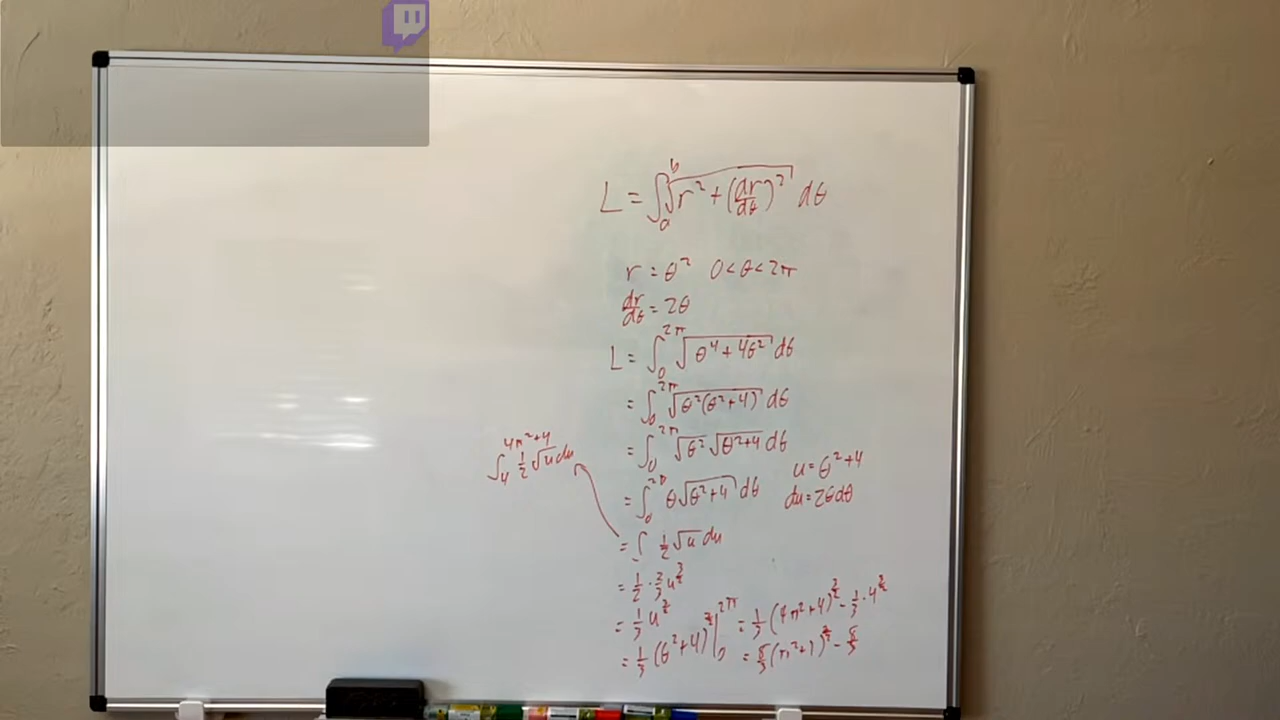 L = ∫_a^b √(r² + (dr/dθ)²) dθ
r = θ² 0 < θ < 2π
dr/dθ = 2θ
L = ∫_0^{2π} √(θ⁴ + 4θ²) dθ
= ∫_0^{2π} √(θ²(θ²+4)) dθ
= ∫_0^{2π} √θ² √(θ²+4) dθ
= ∫_0^{2π} θ√(θ²+4) dθ
u = θ²+4
du = 2θdθ
= ∫ ½ √u du
∫_4^{4π²+4} ½ √u du
= ½ · ⅔ u^{3/2}
= ⅓ u^{3/2}
= ⅓ (θ²+4)^{3/2} |_0^{2π} = ⅓ (4π²+4)^{3/2} - ⅓ · 4^{3/2}
= 8/3 (π²+1)^{3/2} - 8/3